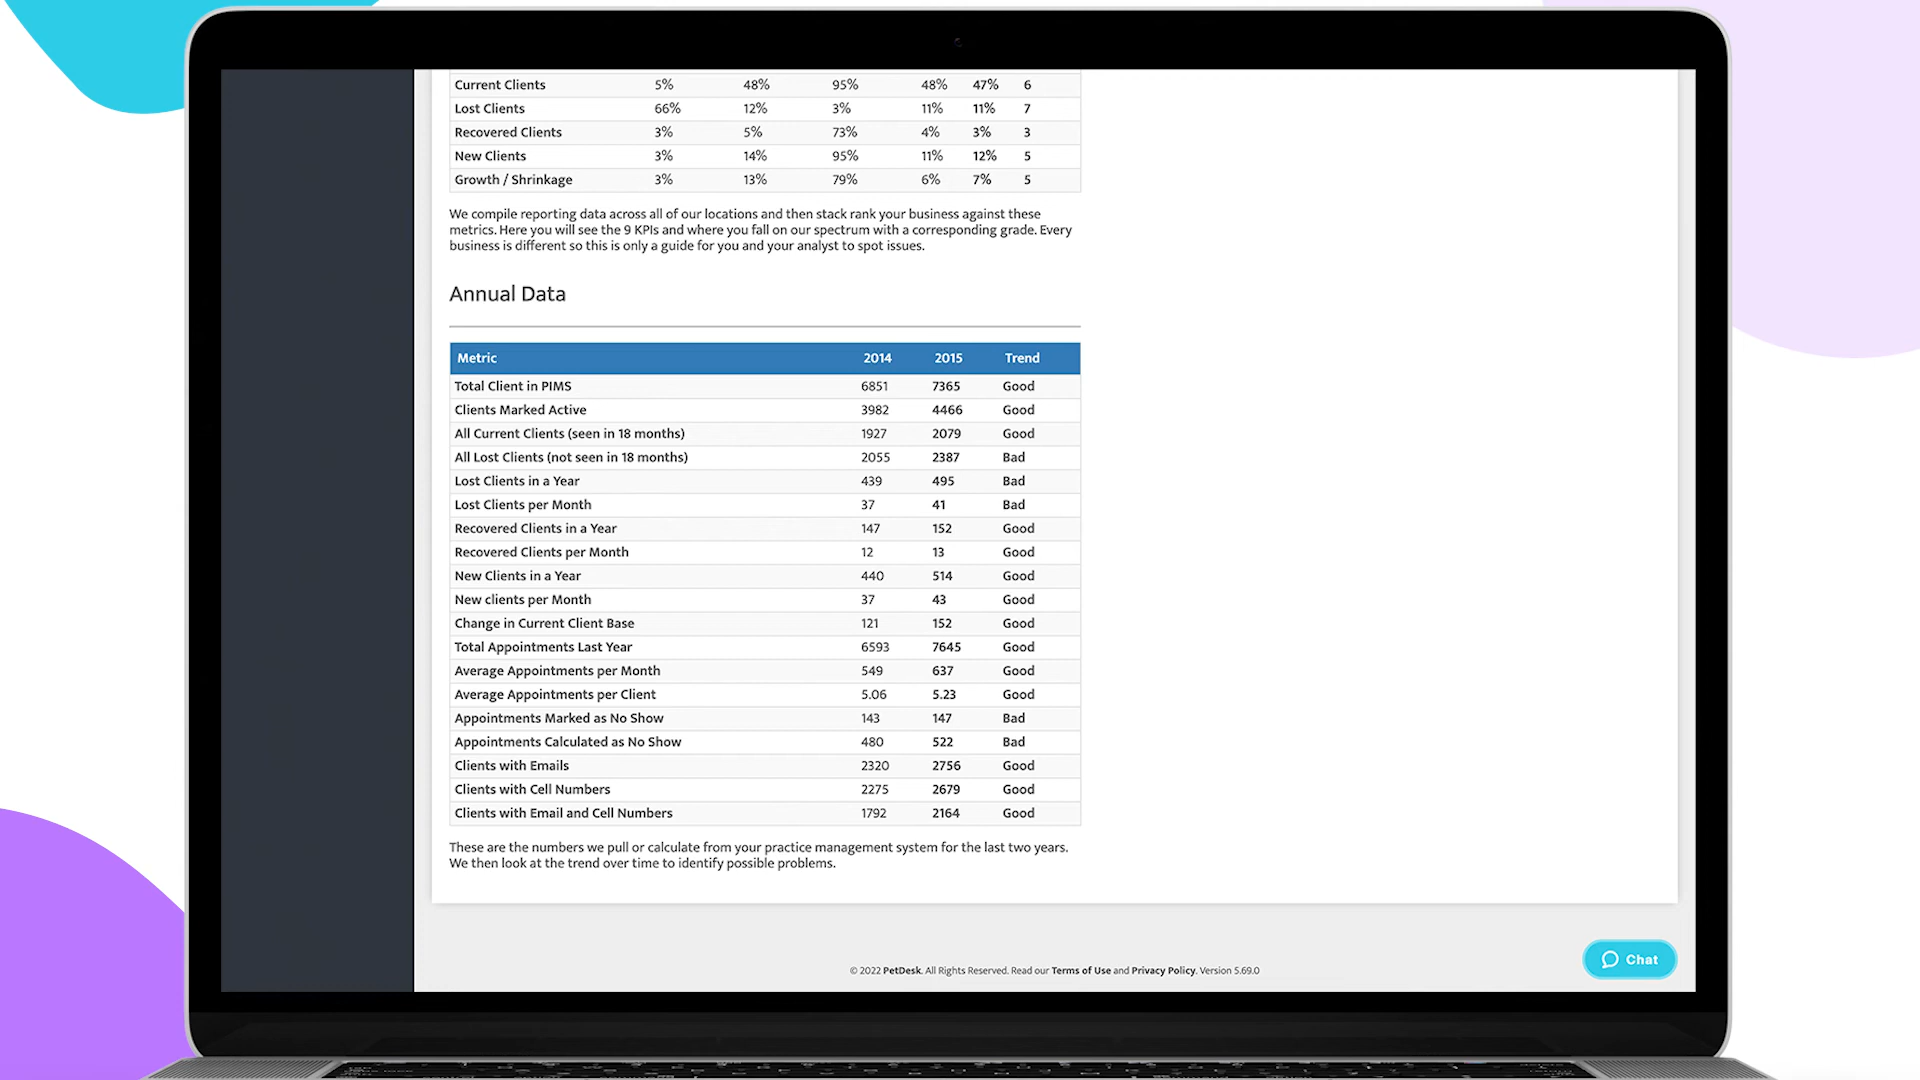 Current Clients 5% 48% 95% 48% 47% 6
Lost Clients 66% 12% 3% 11% 11% 7
Recovered Clients 3% 5% 73% 4% 3% 3
New Clients 3% 14% 95% 11% 12% 5
Growth / Shrinkage 3% 13% 79% 6% 7% 5
We compile reporting data across all of our locations and then stack rank your business against these
metrics. Here you will see the 9 KPIs and where you fall on our spectrum with a corresponding grade. Every
business is different so this is only a guide for you and your analyst to spot issues.
Annual Data
Metric 2014 2015 Trend
Total Client in PIMS 6851 7365 Good
Clients Marked Active 3982 4466 Good
All Current Clients (seen in 18 months) 1927 2079 Good
All Lost Clients (not seen in 18 months) 2055 2387 Bad
Lost Clients in a Year 439 495 Bad
Lost Clients per Month 37 41 Bad
Recovered Clients in a Year 147 152 Good
Recovered Clients per Month 12 13 Good
New Clients in a Year 440 514 Good
New clients per Month 37 43 Good
Change in Current Client Base 121 152 Good
Total Appointments Last Year 6593 7645 Good
Average Appointments per Month 549 637 Good
Average Appointments per Client 5.06 5.23 Good
Appointments Marked as No Show 143 147 Bad
Appointments Calculated as No Show 480 522 Bad
Clients with Emails 2320 2756 Good
Clients with Cell Numbers 2275 2679 Good
Clients with Email and Cell Numbers 1792 2164 Good
These are the numbers we pull or calculate from your practice management system for the last two years.
We then look at the trend over time to identify possible problems.
© 2022 PetDesk. All Rights Reserved. Read our Terms of Use and Privacy Policy. Version 5.69.0
Chat